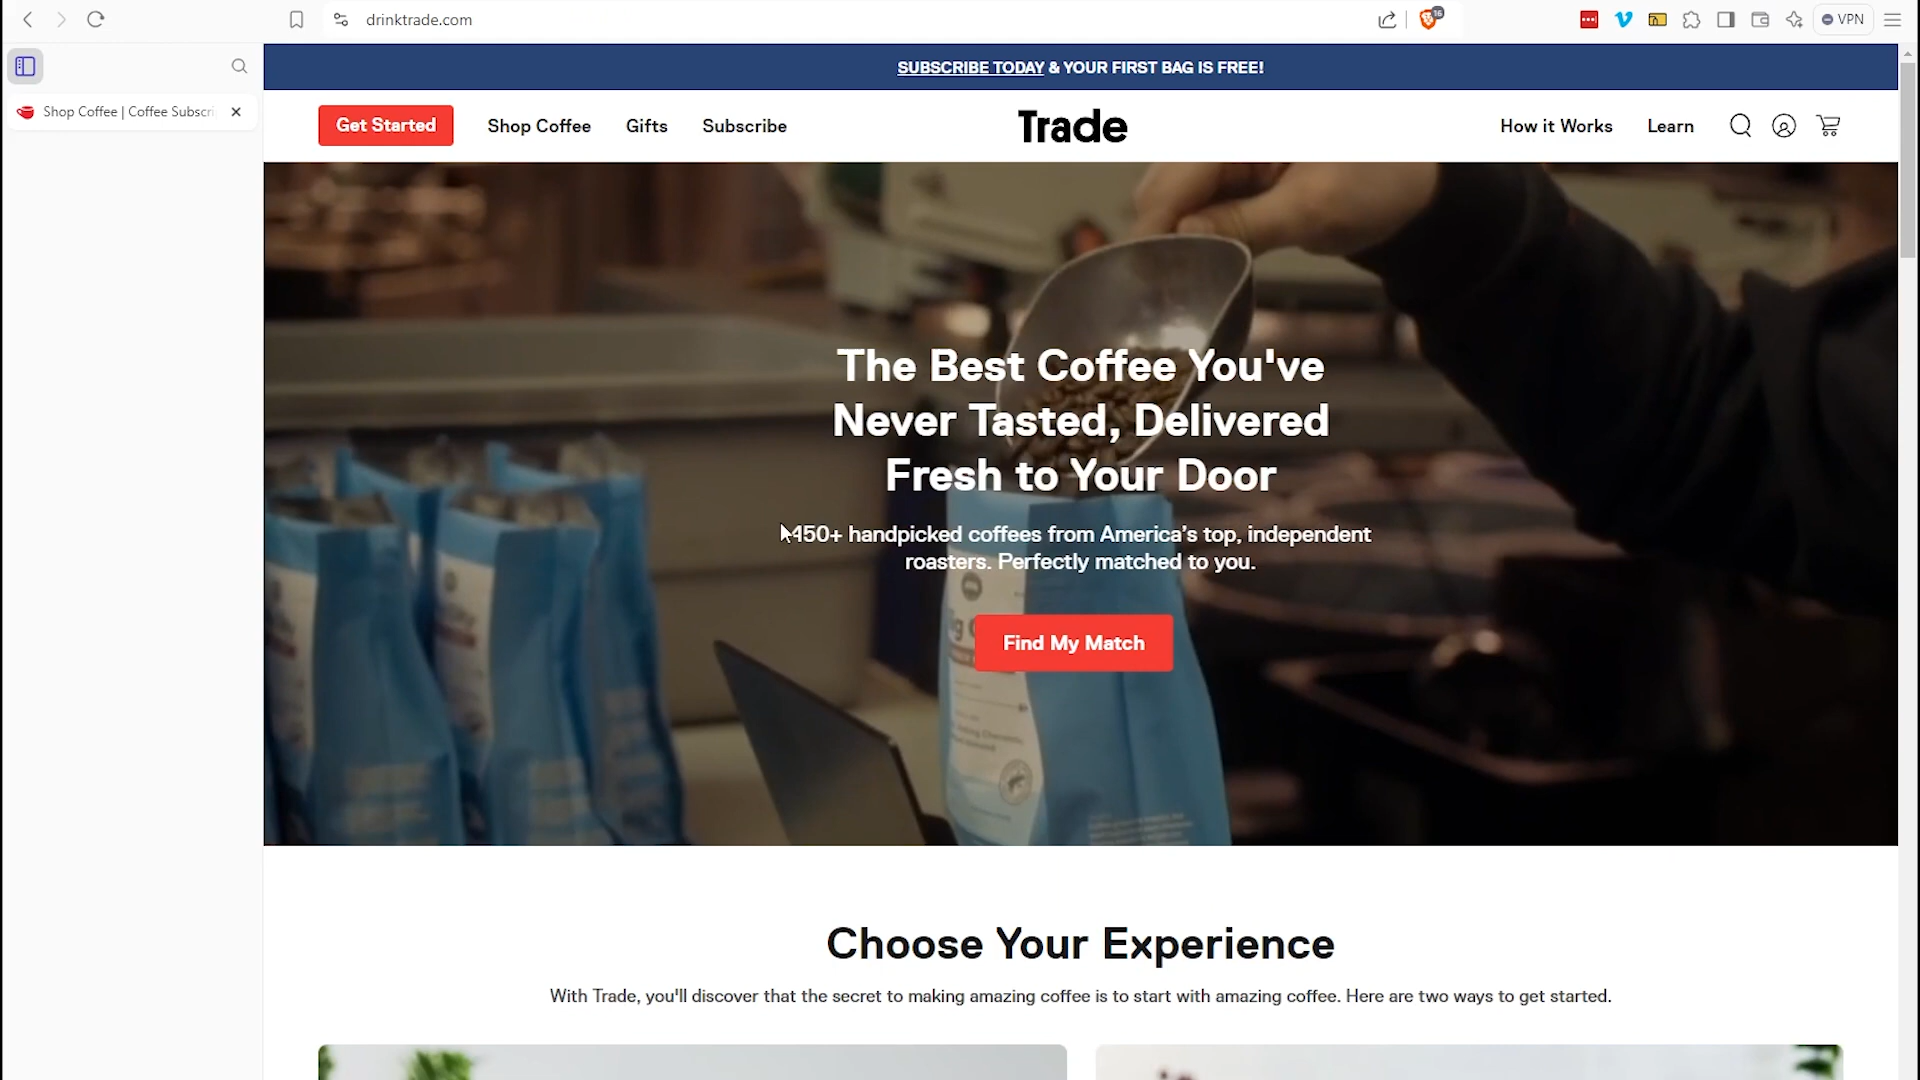 drinktrade.com
16
VPN
Shop Coffee | Coffee Subscri
SUBSCRIBE TODAY & YOUR FIRST BAG IS FREE!
Get Started
Shop Coffee
Gifts
Subscribe
Trade
How it Works
Learn
The Best Coffee You've
Never Tasted, Delivered
Fresh to Your Door
450+ handpicked coffees from America's top, independent
roasters. Perfectly matched to you.
Find My Match
Choose Your Experience
With Trade, you'll discover that the secret to making amazing coffee is to start with amazing coffee. Here are two ways to get started.